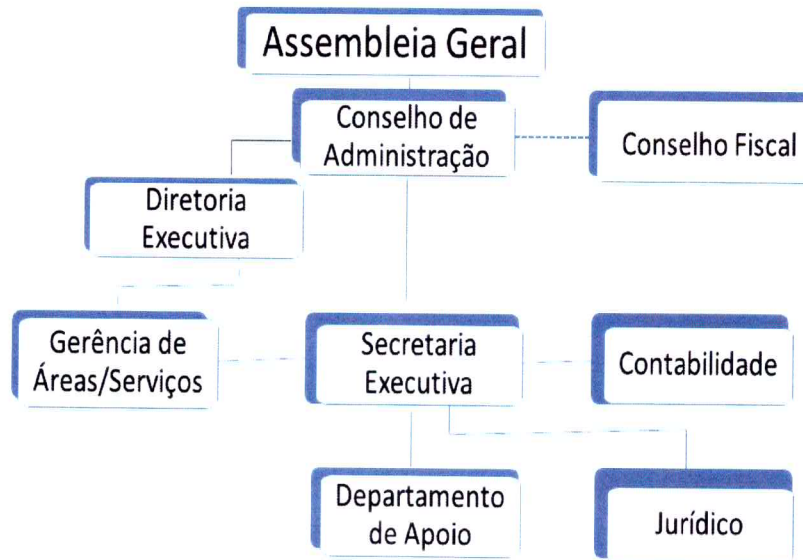 Assembleia Geral
Conselho de
Administração
Conselho Fiscal
Diretoria
Executiva
Gerência de
Áreas/Serviços
Secretaria
Executiva
Contabilidade
Departamento
de Apoio
Jurídico